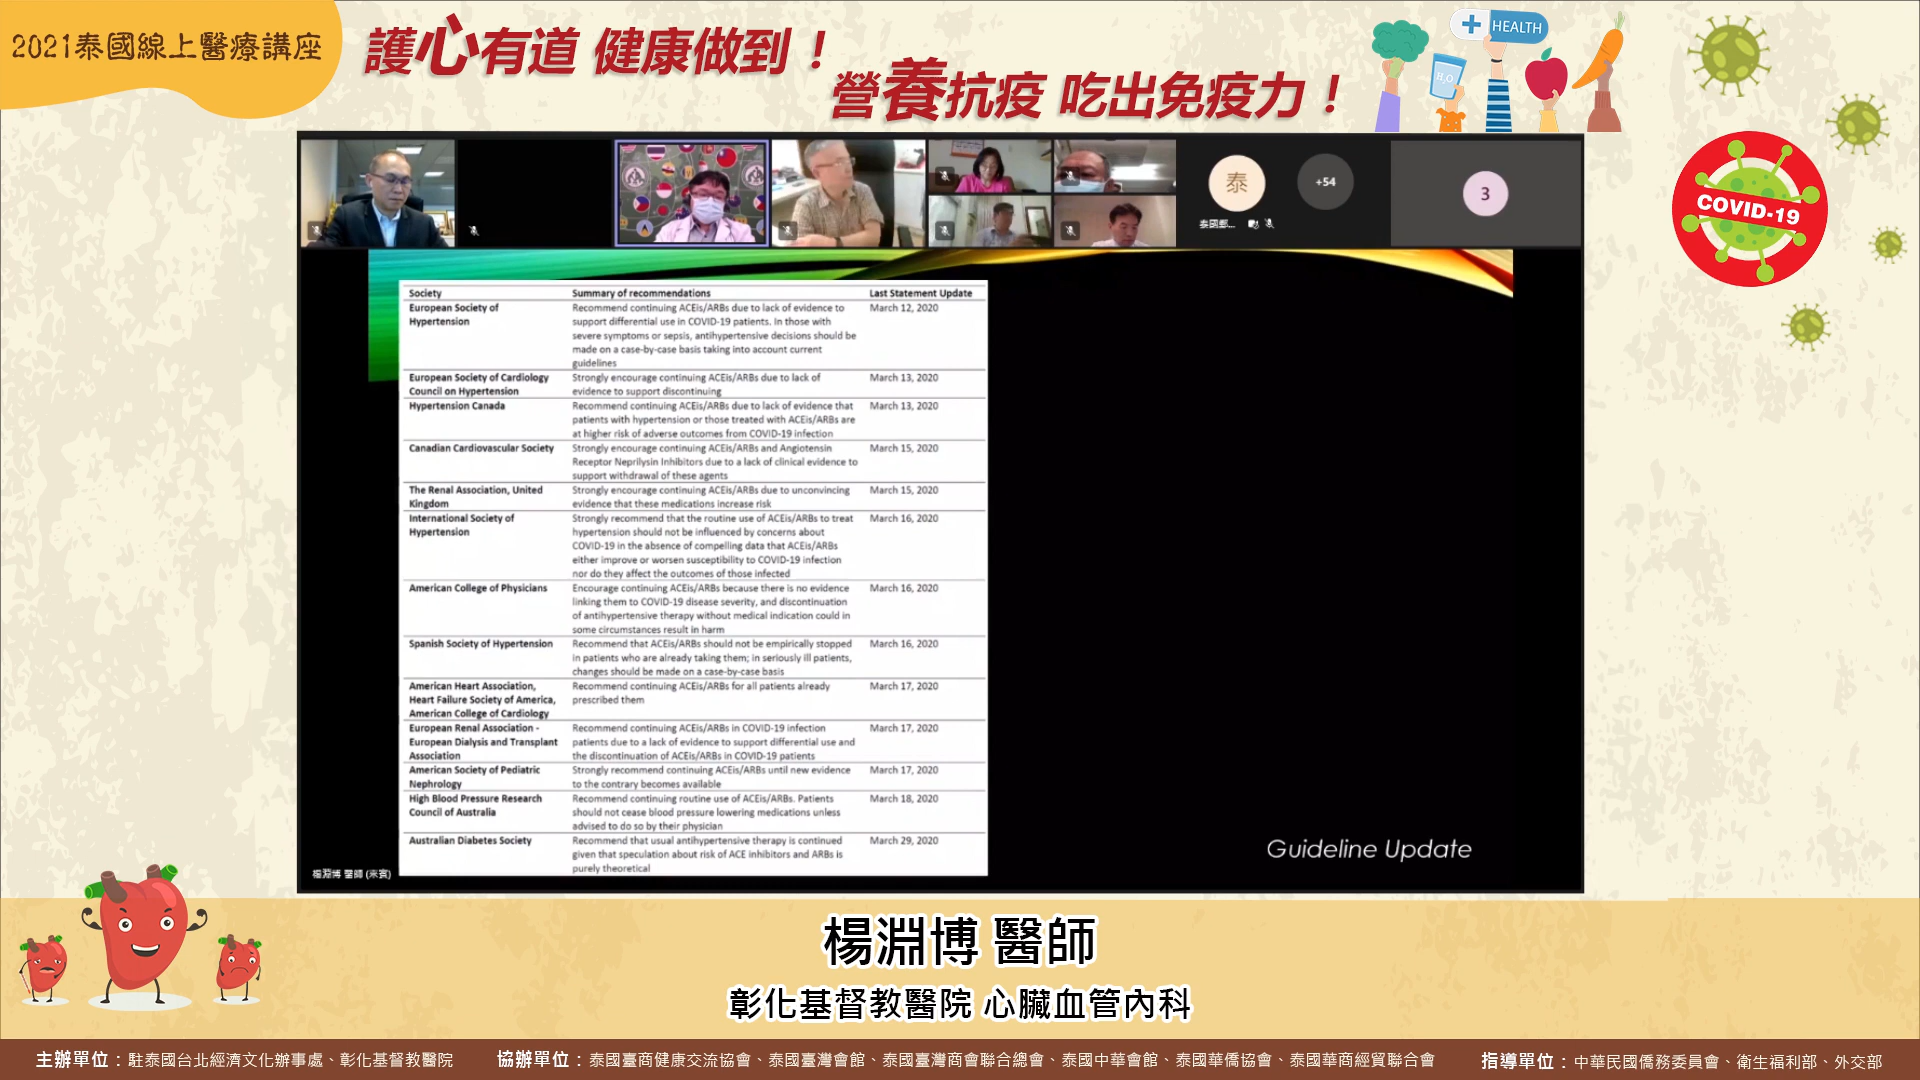 2021泰國線上醫療講座
護心有道 健康做到！
營養抗疫 吃出免疫力！
HEALTH
H₂O
COVID-19
泰
泰國郵...
+54
3
Society Summary of recommendations Last Statement Update
European Society of Hypertension
Recommend continuing ACEis/ARBs due to lack of evidence to
support differential use in COVID-19 patients. In those with
severe symptoms or sepsis, antihypertensive decisions should be
made on a case-by-case basis taking into account current
guidelines
March 12, 2020
European Society of Cardiology
Council on Hypertension
Strongly encourage continuing ACEis/ARBs due to lack of
evidence to support discontinuing
March 13, 2020
Hypertension Canada
Recommend continuing ACEis/ARBs due to lack of evidence that
patients with hypertension or those treated with ACEis/ARBs are
at higher risk of adverse outcomes from COVID-19 infection
March 13, 2020
Canadian Cardiovascular Society
Strongly encourage continuing ACEis/ARBs and Angiotensin
Receptor Neprilysin Inhibitors due to a lack of clinical evidence to
support withdrawal of these agents
March 15, 2020
The Renal Association, United
Kingdom
Strongly encourage continuing ACEis/ARBs due to unconvincing
evidence that these medications increase risk
March 15, 2020
International Society of
Hypertension
Strongly recommend that the routine use of ACEis/ARBs to treat
hypertension should not be influenced by concerns about
COVID-19 in the absence of compelling data that ACEis/ARBs
either improve or worsen susceptibility to COVID-19 infection
nor do they affect the outcomes of those infected
March 16, 2020
American College of Physicians
Encourage continuing ACEis/ARBs because there is no evidence
linking them to COVID-19 disease severity, and discontinuation
of antihypertensive therapy without medical indication could in
some circumstances result in harm
March 16, 2020
Spanish Society of Hypertension
Recommend that ACEis/ARBs should not be empirically stopped
in patients who are already taking them; in seriously ill patients,
changes should be made on a case-by-case basis
March 16, 2020
American Heart Association,
Heart Failure Society of America,
American College of Cardiology
Recommend continuing ACEis/ARBs for all patients already
prescribed them
March 17, 2020
European Renal Association -
European Dialysis and Transplant
Association
Recommend continuing ACEis/ARBs in COVID-19 infection
patients due to a lack of evidence to support differential use and
the discontinuation of ACEis/ARBs in COVID-19 patients
March 17, 2020
American Society of Pediatric
Nephrology
Strongly recommend continuing ACEis/ARBs until new evidence
to the contrary becomes available
March 17, 2020
High Blood Pressure Research
Council of Australia
Recommend continuing routine use of ACEis/ARBs. Patients
should not cease blood pressure lowering medications unless
advised to do so by their physician
March 18, 2020
Australian Diabetes Society
Recommend that usual antihypertensive therapy is continued
given that speculation about risk of ACE inhibitors and ARBs is
purely theoretical
March 29, 2020
Guideline Update
楊淵博 醫師 (來賓)
楊淵博 醫師
彰化基督教醫院 心臟血管內科
主辦單位：駐泰國台北經濟文化辦事處、彰化基督教醫院
協辦單位：泰國臺商健康交流協會、泰國臺灣會館、泰國臺灣商會聯合總會、泰國中華會館、泰國華僑協會、泰國華商經貿聯合會
指導單位：中華民國僑務委員會、衛生福利部、外交部